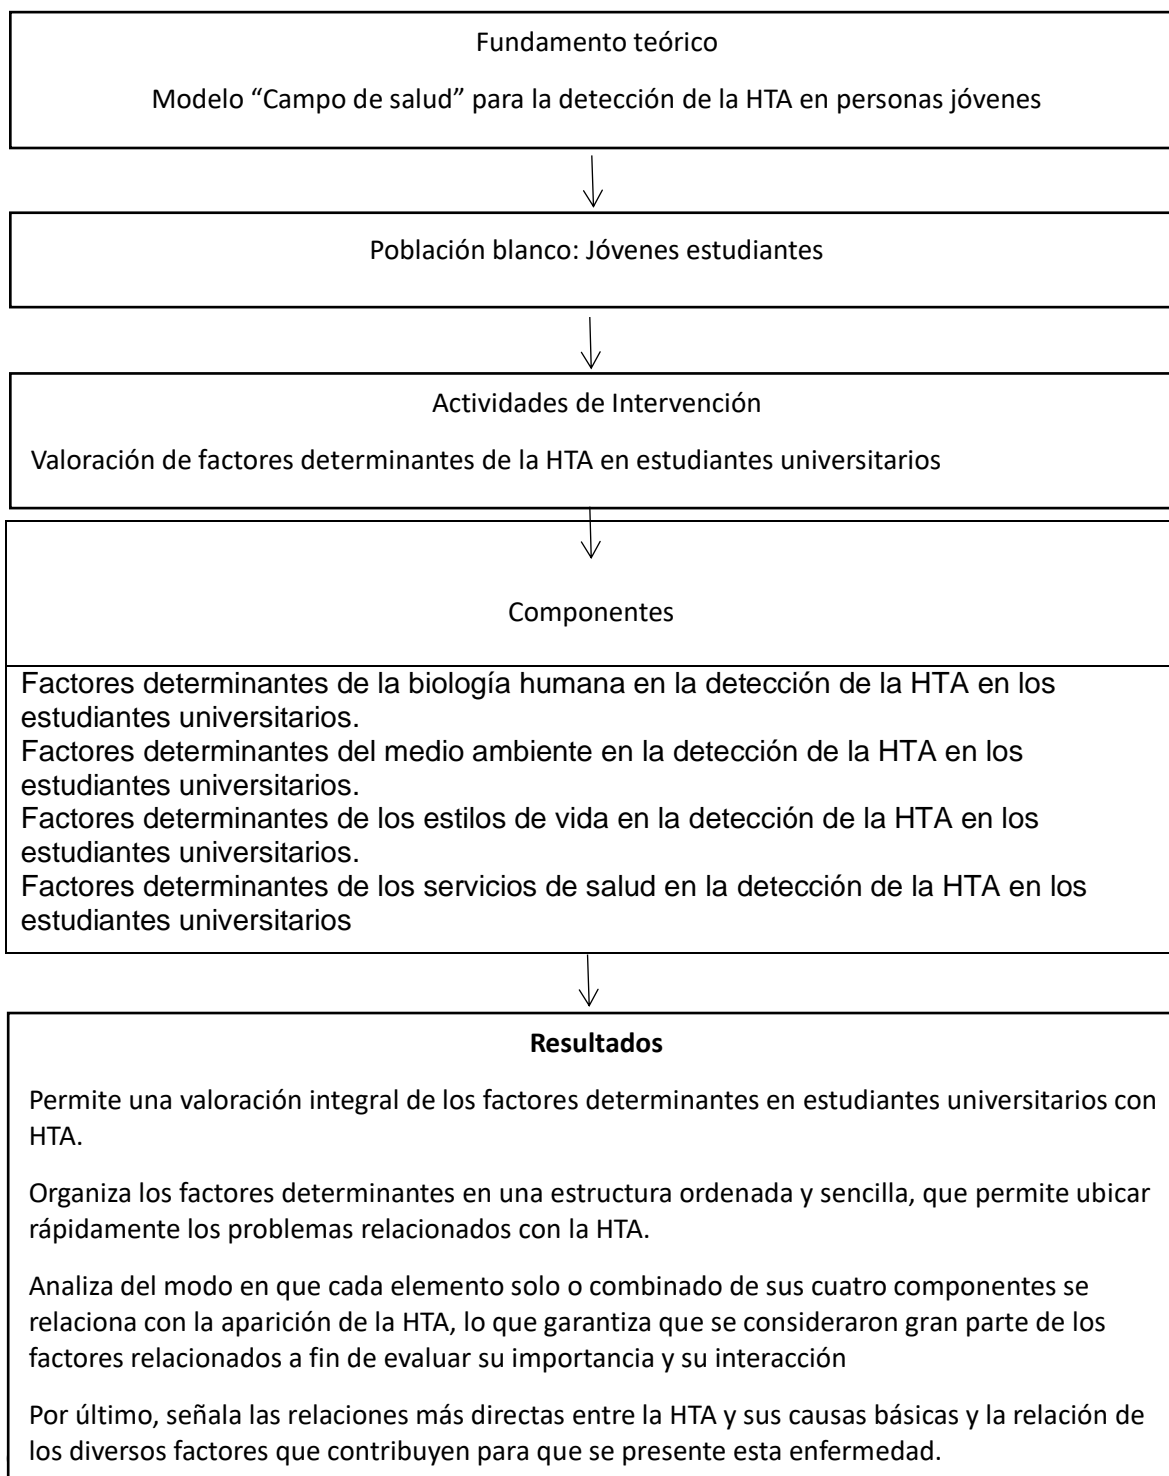 Fundamento teórico
Modelo “Campo de salud” para la detección de la HTA en personas jóvenes
Población blanco: Jóvenes estudiantes
Actividades de Intervención
Valoración de factores determinantes de la HTA en estudiantes universitarios
Componentes
Factores determinantes de la biología humana en la detección de la HTA en los
estudiantes universitarios.
Factores determinantes del medio ambiente en la detección de la HTA en los
estudiantes universitarios.
Factores determinantes de los estilos de vida en la detección de la HTA en los
estudiantes universitarios.
Factores determinantes de los servicios de salud en la detección de la HTA en los
estudiantes universitarios
Resultados
Permite una valoración integral de los factores determinantes en estudiantes universitarios con
HTA.
Organiza los factores determinantes en una estructura ordenada y sencilla, que permite ubicar
rápidamente los problemas relacionados con la HTA.
Analiza del modo en que cada elemento solo o combinado de sus cuatro componentes se
relaciona con la aparición de la HTA, lo que garantiza que se consideraron gran parte de los
factores relacionados a fin de evaluar su importancia y su interacción
Por último, señala las relaciones más directas entre la HTA y sus causas básicas y la relación de
los diversos factores que contribuyen para que se presente esta enfermedad.